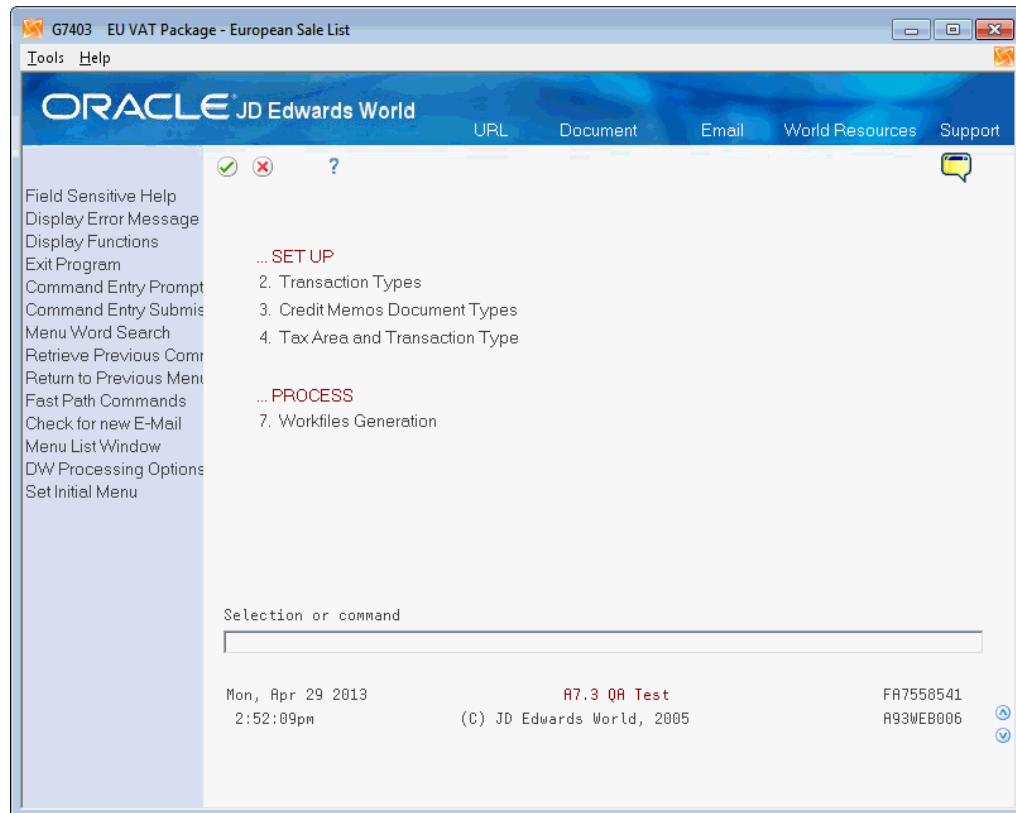 G7403 EU VAT Package - European Sale List
Tools Help
ORACLE JD Edwards World
URL Document Email World Resources Support
?
Field Sensitive Help
Display Error Message
Display Functions
Exit Program
Command Entry Prompt
Command Entry Submis
Menu Word Search
Retrieve Previous Comm
Return to Previous Menu
Fast Path Commands
Check for new E-Mail
Menu List Window
DW Processing Options
Set Initial Menu
... SET UP
2. Transaction Types
3. Credit Memos Document Types
4. Tax Area and Transaction Type
... PROCESS
7. Workfiles Generation
Selection or command
Mon, Apr 29 2013 A7.3 QA Test FA7558541
2:52:09pm (C) JD Edwards World, 2005 A93WEB006